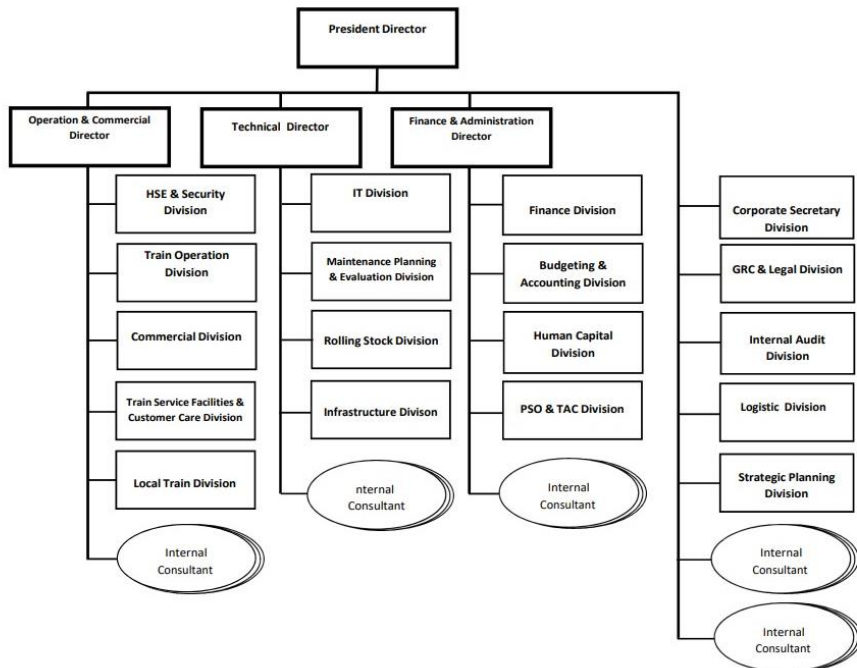 President Director
Operation & Commercial
Director
Technical Director
Finance & Administration
Director
HSE & Security
Division
Train Operation
Division
Commercial Division
Train Service Facilities &
Customer Care Division
Local Train Division
Internal
Consultant
IT Division
Maintenance Planning
& Evaluation Division
Rolling Stock Division
Infrastructure Divison
nternal
Consultant
Finance Division
Budgeting &
Accounting Division
Human Capital
Division
PSO & TAC Division
Internal
Consultant
Corporate Secretary
Division
GRC & Legal Division
Internal Audit
Division
Logistic Division
Strategic Planning
Division
Internal
Consultant
Internal
Consultant